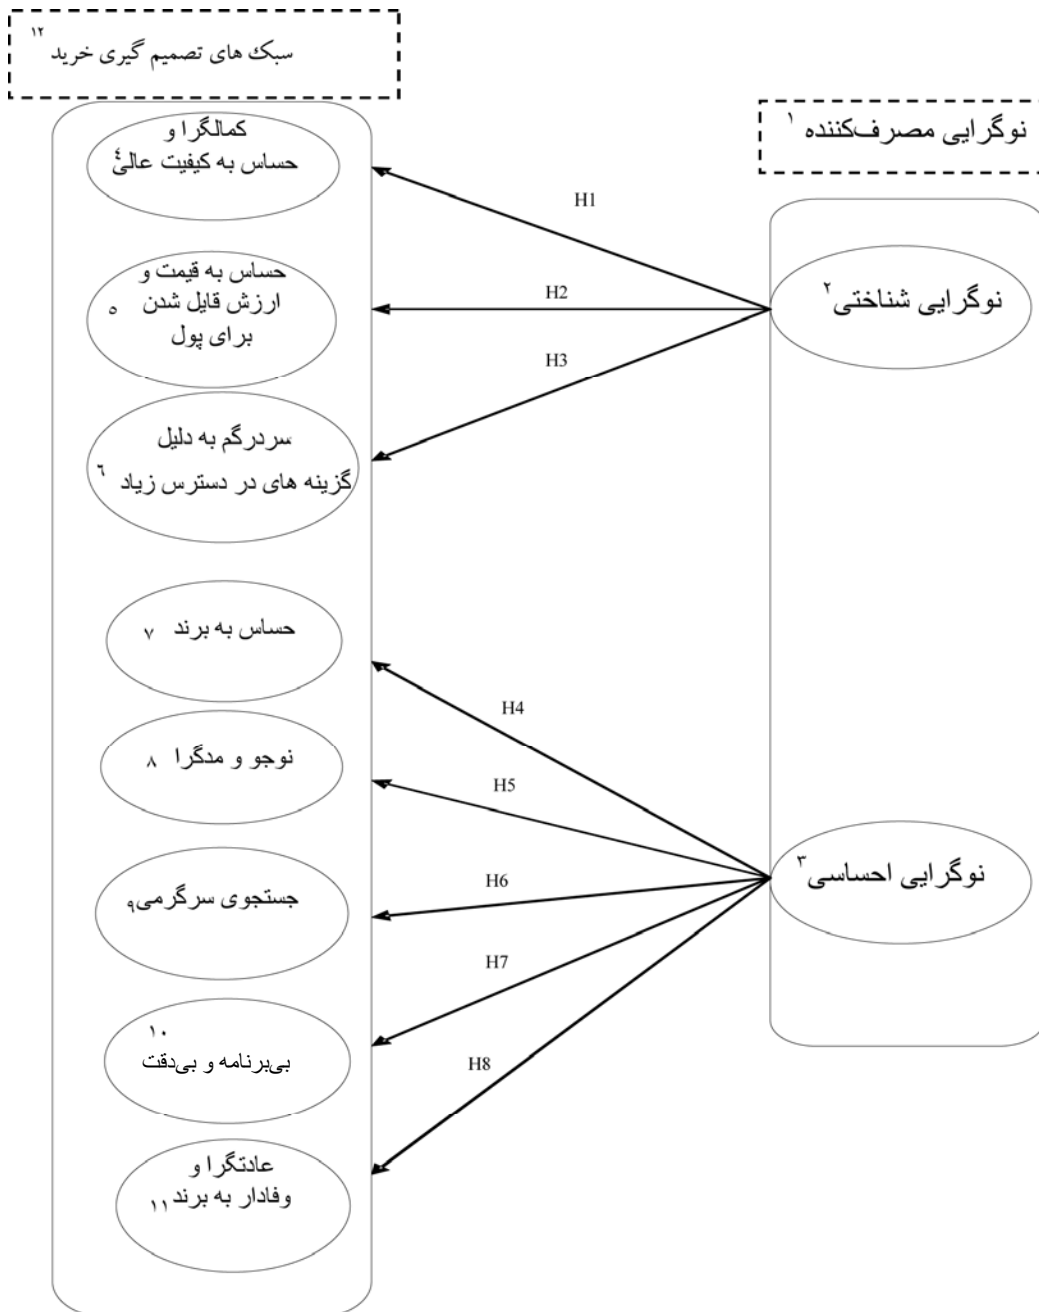 نوگرایی مصرف‌کننده ۱
نوگرایی شناختی ۲
نوگرایی احساسی ۳
H1
H2
H3
H4
H5
H6
H7
H8
سبک های تصمیم گیری خرید ۱۲
کمالگرا و
حساس به کیفیت عالی ٤
حساس به قیمت و
ارزش قایل شدن ٥
برای پول
سردرگم به دلیل
گزینه های در دسترس زیاد ٦
حساس به برند ۷
نوجو و مدگرا ۸
جستجوی سرگرمی ۹
۱۰
بی‌برنامه و بی‌دقت
عادتگرا و
وفادار به برند ۱۱